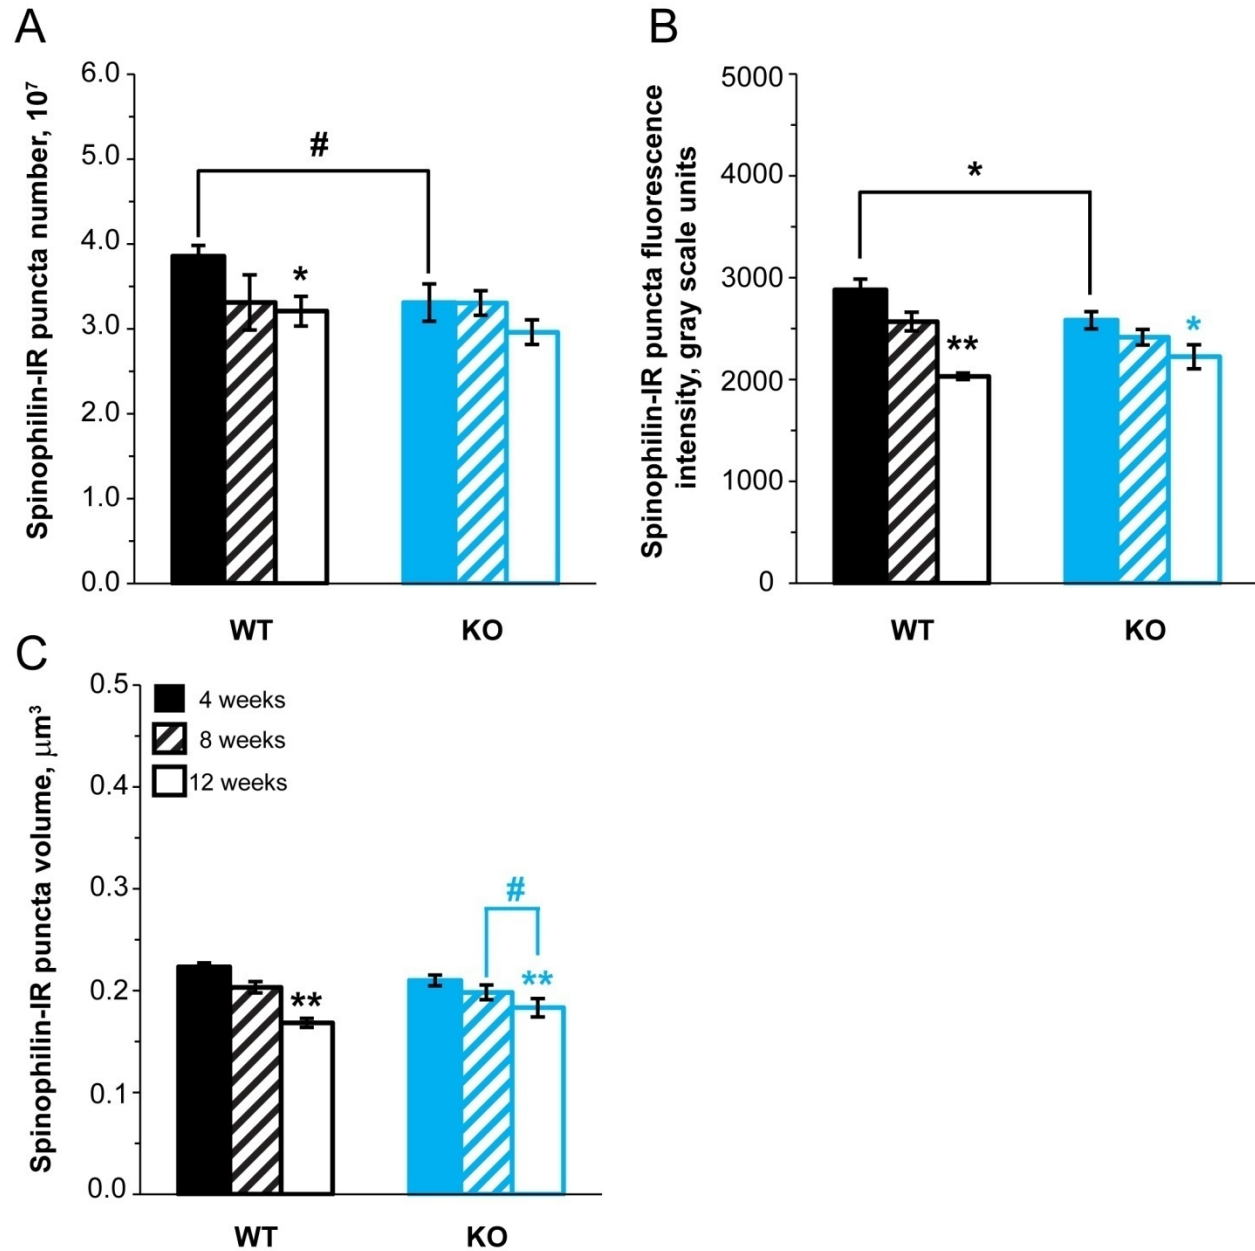 A
Spinophilin-IR puncta number, 10⁷
6.0
5.0
4.0
3.0
2.0
1.0
0.0
#
*
WT
KO
B
Spinophilin-IR puncta fluorescence
intensity, gray scale units
5000
4000
3000
2000
1000
0
*
**
*
WT
KO
C
Spinophilin-IR puncta volume, μm³
0.5
0.4
0.3
0.2
0.1
0.0
4 weeks
8 weeks
12 weeks
**
#
**
WT
KO